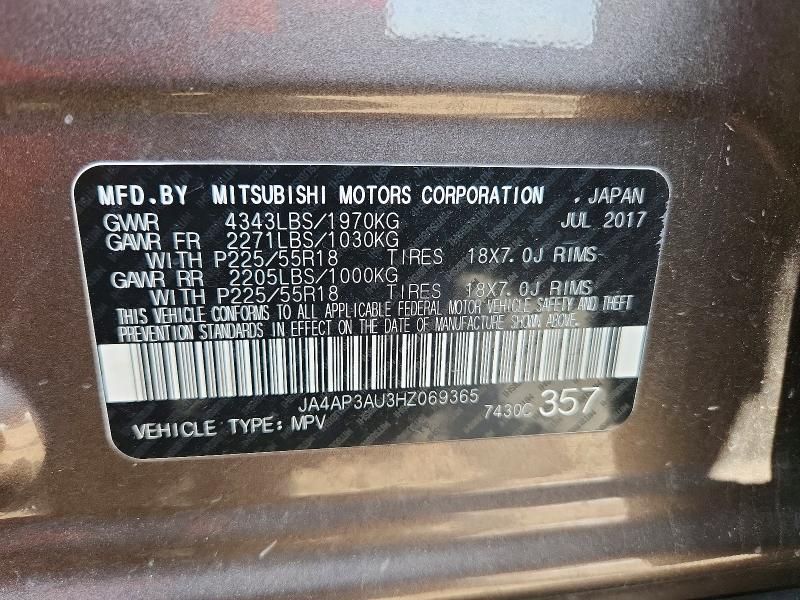 MFD.BY MITSUBISHI MOTORS CORPORATION , JAPAN
GVWR 4343LBS/1970KG JUL 2017
GAWR FR 2271LBS/1030KG
WITH P225/55R18 TIRES 18X7.0J RIMS
GAWR RR 2205LBS/1000KG
WITH P225/55R18 TIRES 18X7.0J RIMS
THIS VEHICLE CONFORMS TO ALL APPLICABLE FEDERAL MOTOR VEHICLE SAFETY AND THEFT
PREVENTION STANDARDS IN EFFECT ON THE DATE OF MANUFACTURE SHOWN ABOVE.
JA4AP3AU3HZ069365
VEHICLE TYPE: MPV 7430C 357